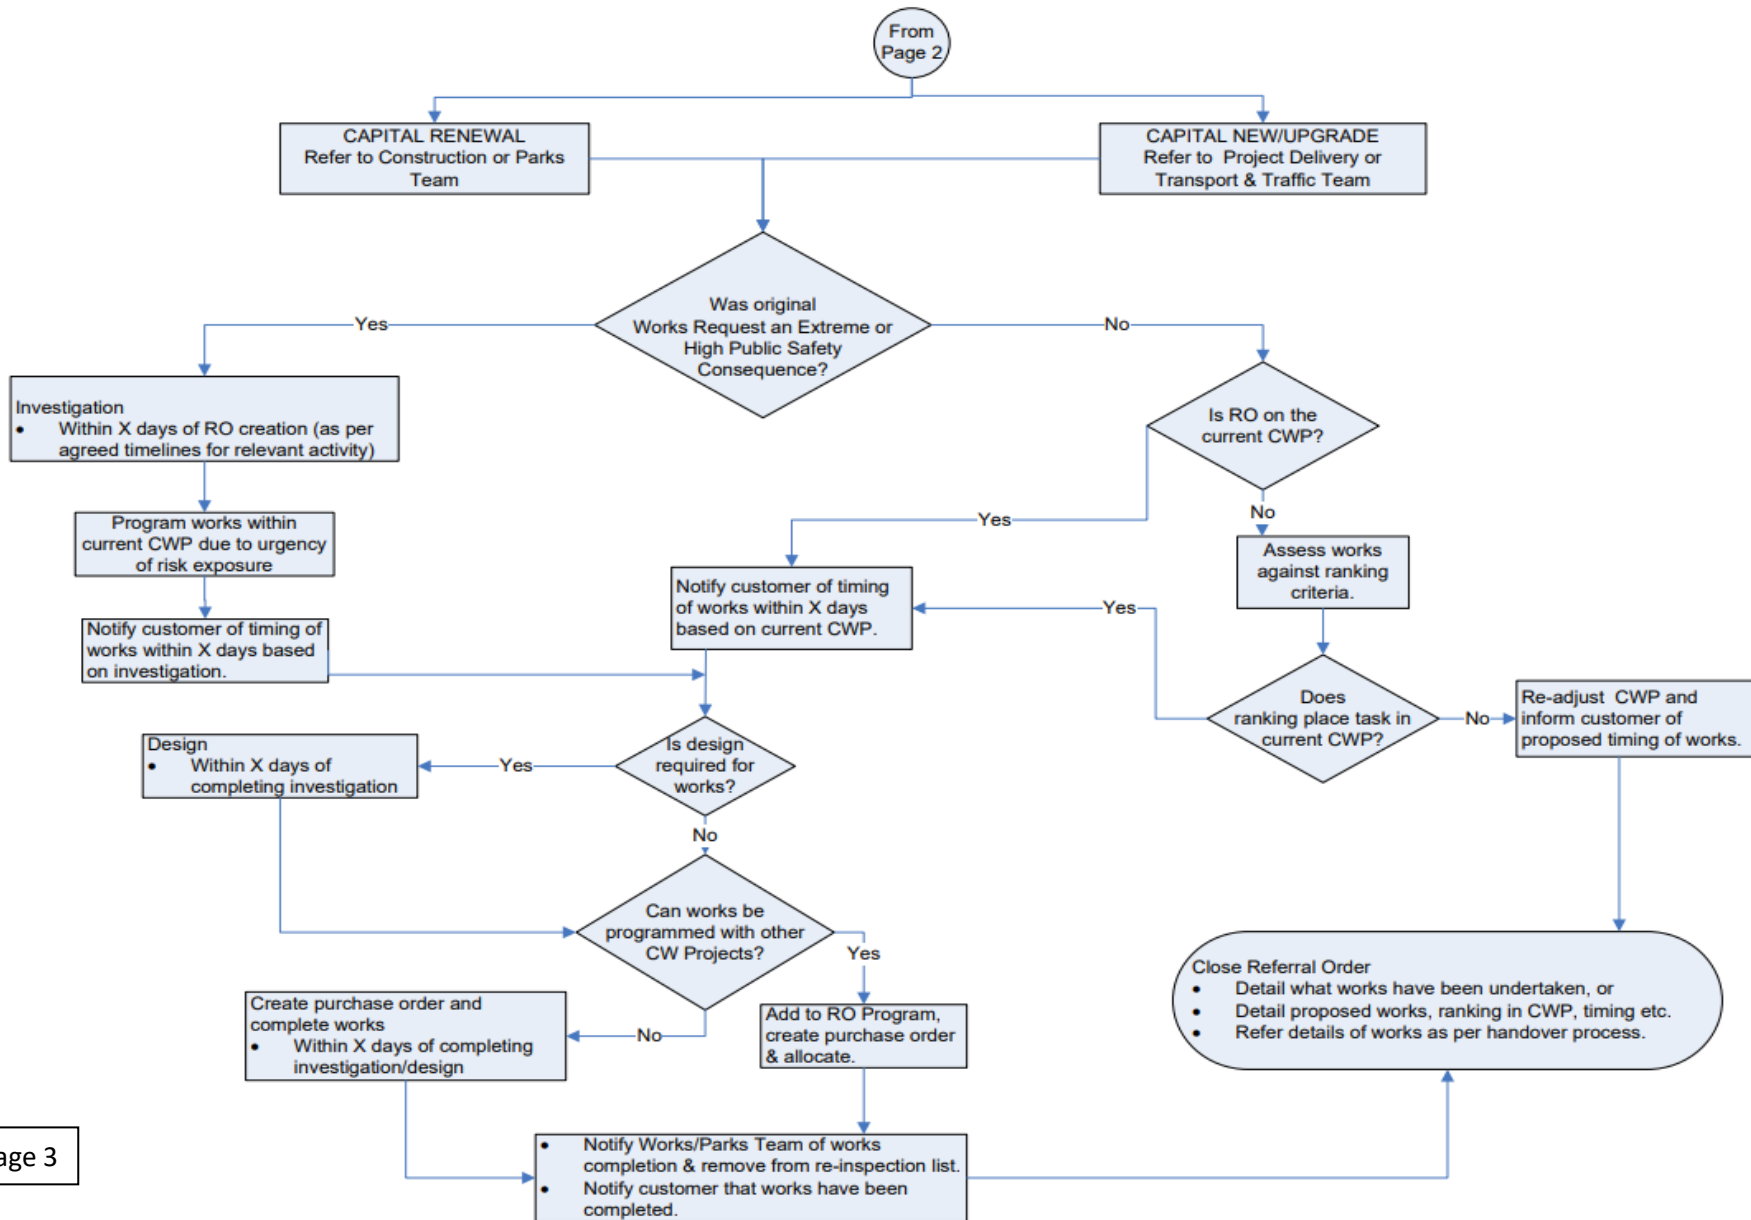 From
Page 2
CAPITAL RENEWAL
Refer to Construction or Parks
Team
CAPITAL NEW/UPGRADE
Refer to  Project Delivery or
Transport & Traffic Team
Was original
Works Request an Extreme or
High Public Safety
Consequence?
Yes
No
Investigation
• Within X days of RO creation (as per
agreed timelines for relevant activity)
Is RO on the
current CWP?
Program works within
current CWP due to urgency
of risk exposure
Yes
No
Assess works
against ranking
criteria.
Notify customer of timing
of works within X days
based on current CWP.
Yes
Notify customer of timing of
works within X days based
on investigation.
Does
ranking place task in
current CWP?
No
Re-adjust  CWP and
inform customer of
proposed timing of works.
Design
• Within X days of
completing investigation
Yes
Is design
required for
works?
No
Can works be
programmed with other
CW Projects?
Yes
No
Create purchase order and
complete works
• Within X days of completing
investigation/design
Add to RO Program,
create purchase order
& allocate.
Close Referral Order
• Detail what works have been undertaken, or
• Detail proposed works, ranking in CWP, timing etc.
• Refer details of works as per handover process.
• Notify Works/Parks Team of works
completion & remove from re-inspection list.
• Notify customer that works have been
completed.
age 3